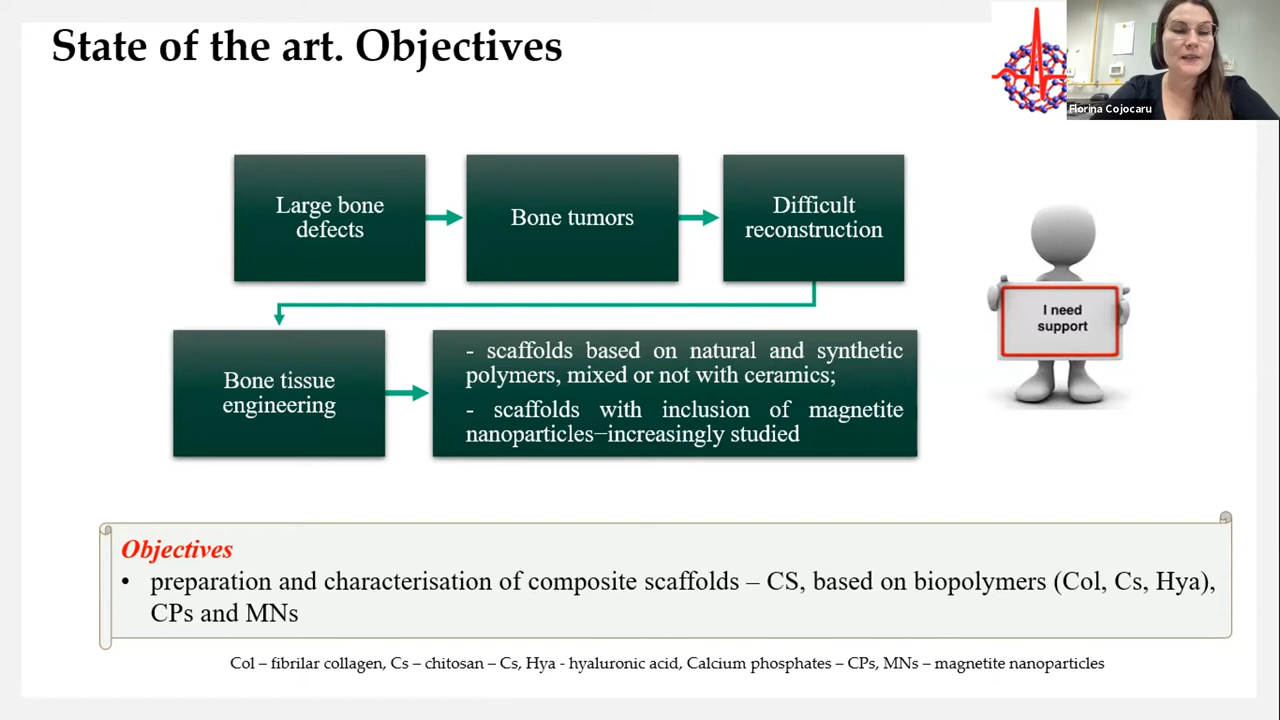 State of the art. Objectives
Florina Cojocaru
Large bone
defects
Bone tumors
Difficult
reconstruction
I need
support
Bone tissue
engineering
- scaffolds based on natural and synthetic
polymers, mixed or not with ceramics;
- scaffolds with inclusion of magnetite
nanoparticles−increasingly studied
Objectives
• preparation and characterisation of composite scaffolds – CS, based on biopolymers (Col, Cs, Hya),
CPs and MNs
Col – fibrilar collagen, Cs – chitosan – Cs, Hya - hyaluronic acid, Calcium phosphates – CPs, MNs – magnetite nanoparticles